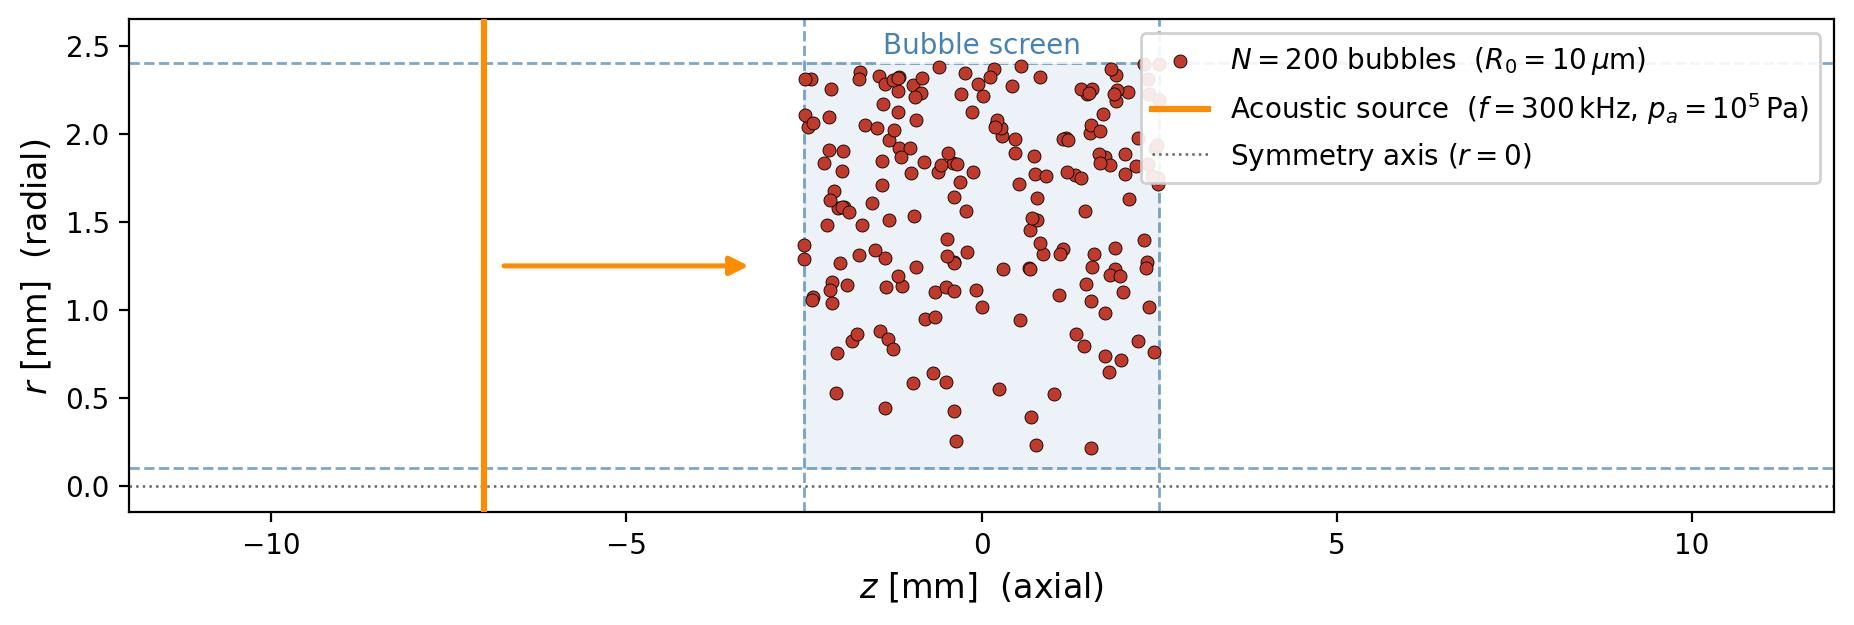 Bubble screen
N = 200 bubbles (R₀ = 10 μm)
Acoustic source (f = 300 kHz, pₐ = 10⁵ Pa)
Symmetry axis (r = 0)
2.5
2.0
1.5
1.0
0.5
0.0
r [mm] (radial)
−10
−5
0
5
10
z [mm] (axial)